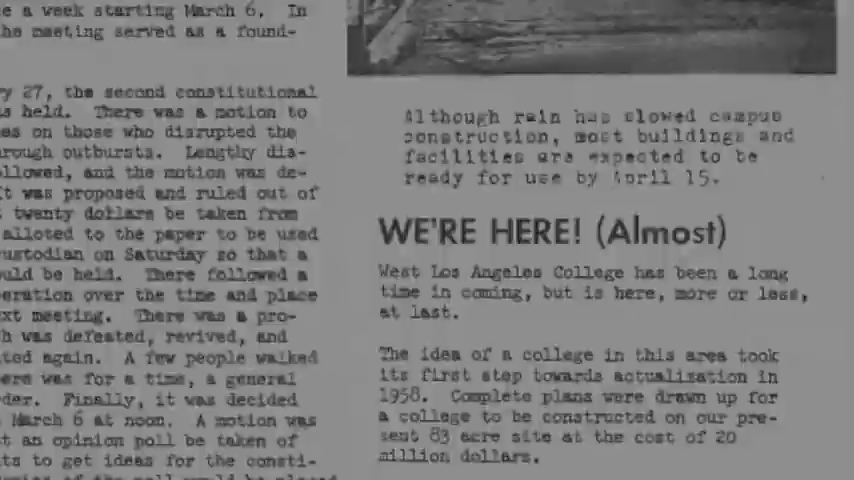 e a week starting March 6. In
he meeting served as a found-
ry 27, the second constitutional
s held. There was a motion to
es on those who disrupted the
rough outbursts. Lengthy dis-
ollowed, and the motion was de-
It was proposed and ruled out of
twenty dollars be taken from
alloted to the paper to be used
custodian on Saturday so that a
ould be held. There followed a
eration over the time and place
xt meeting. There was a pro-
h was defeated, revived, and
ted again. A few people walked
ere was for a time, a general
der. Finally, it was decided
March 6 at noon. A motion was
t an opinion poll be taken of
ts to get ideas for the consti-
Although rain has slowed campus
construction, most buildings and
facilities are expected to be
ready for use by April 15.
WE'RE HERE! (Almost)
West Los Angeles College has been a long
time in coming, but is here, more or less,
at last.
The idea of a college in this area took
its first step towards actualization in
1958. Complete plans were drawn up for
a college to be constructed on our pre-
sent 83 acre site at the cost of 20
million dollars.